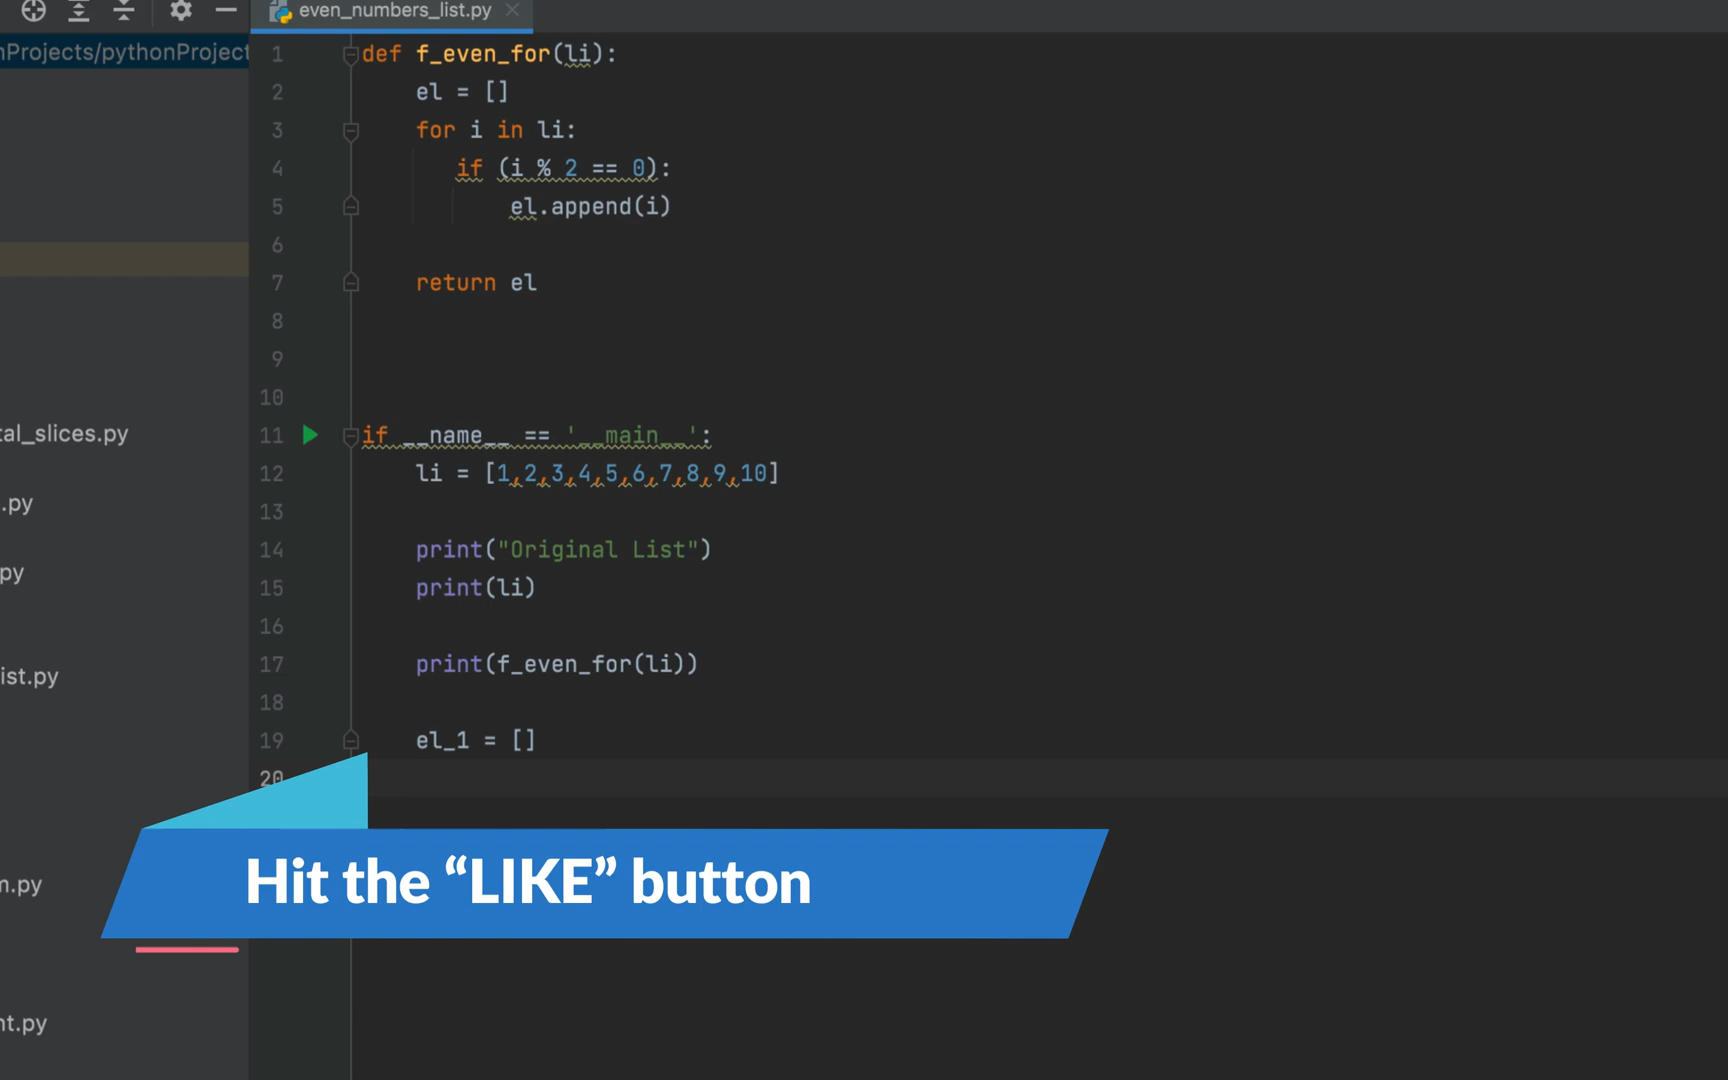 even_numbers_list.py
nProjects/pythonProject
1 def f_even_for(li):
2 el = []
3 for i in li:
4 if (i % 2 == 0):
5 el.append(i)
6
7 return el
8
9
10
11 if __name__ == '__main__':
12 li = [1,2,3,4,5,6,7,8,9,10]
13
14 print("Original List")
15 print(li)
16
17 print(f_even_for(li))
18
19 el_1 = []
20
tal_slices.py
.py
py
ist.py
n.py
nt.py
Hit the “LIKE” button